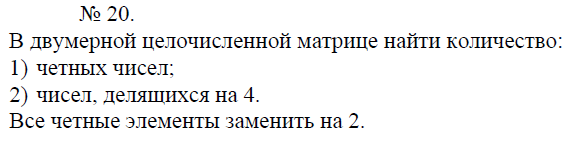 № 20.
В двумерной целочисленной матрице найти количество:
1) четных чисел;
2) чисел, делящихся на 4.
Все четные элементы заменить на 2.